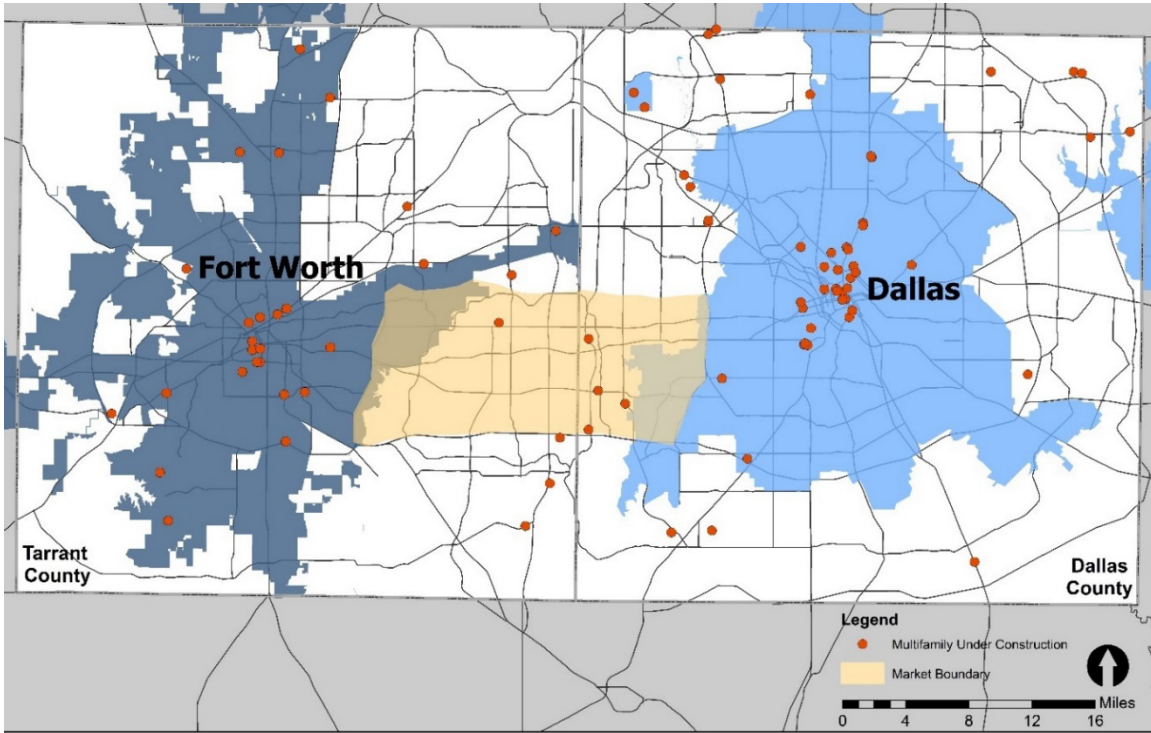 Fort Worth
Dallas
Tarrant
County
Dallas
County
Legend
Multifamily Under Construction
Market Boundary
Miles
0 4 8 12 16